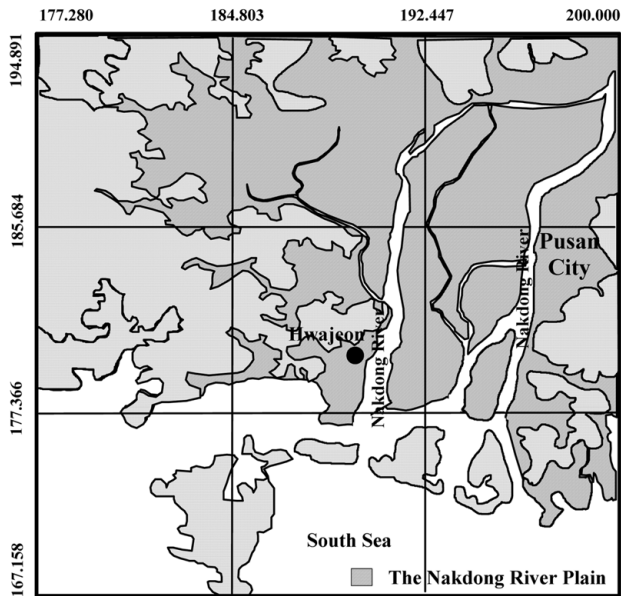 177.280 184.803 192.447 200.000
194.891
185.684
177.366
167.158
Pusan
City
Nakdong River
Hwajeon
Nakdong River
South Sea
The Nakdong River Plain